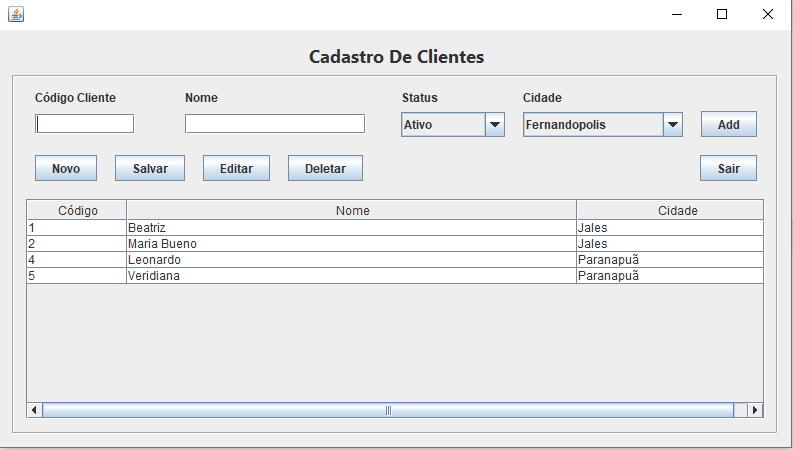 Cadastro De Clientes
Código Cliente Nome Status Cidade
Ativo Fernandopolis Add
Novo Salvar Editar Deletar Sair
Código Nome Cidade
1 Beatriz Jales
2 Maria Bueno Jales
4 Leonardo Paranapuã
5 Veridiana Paranapuã